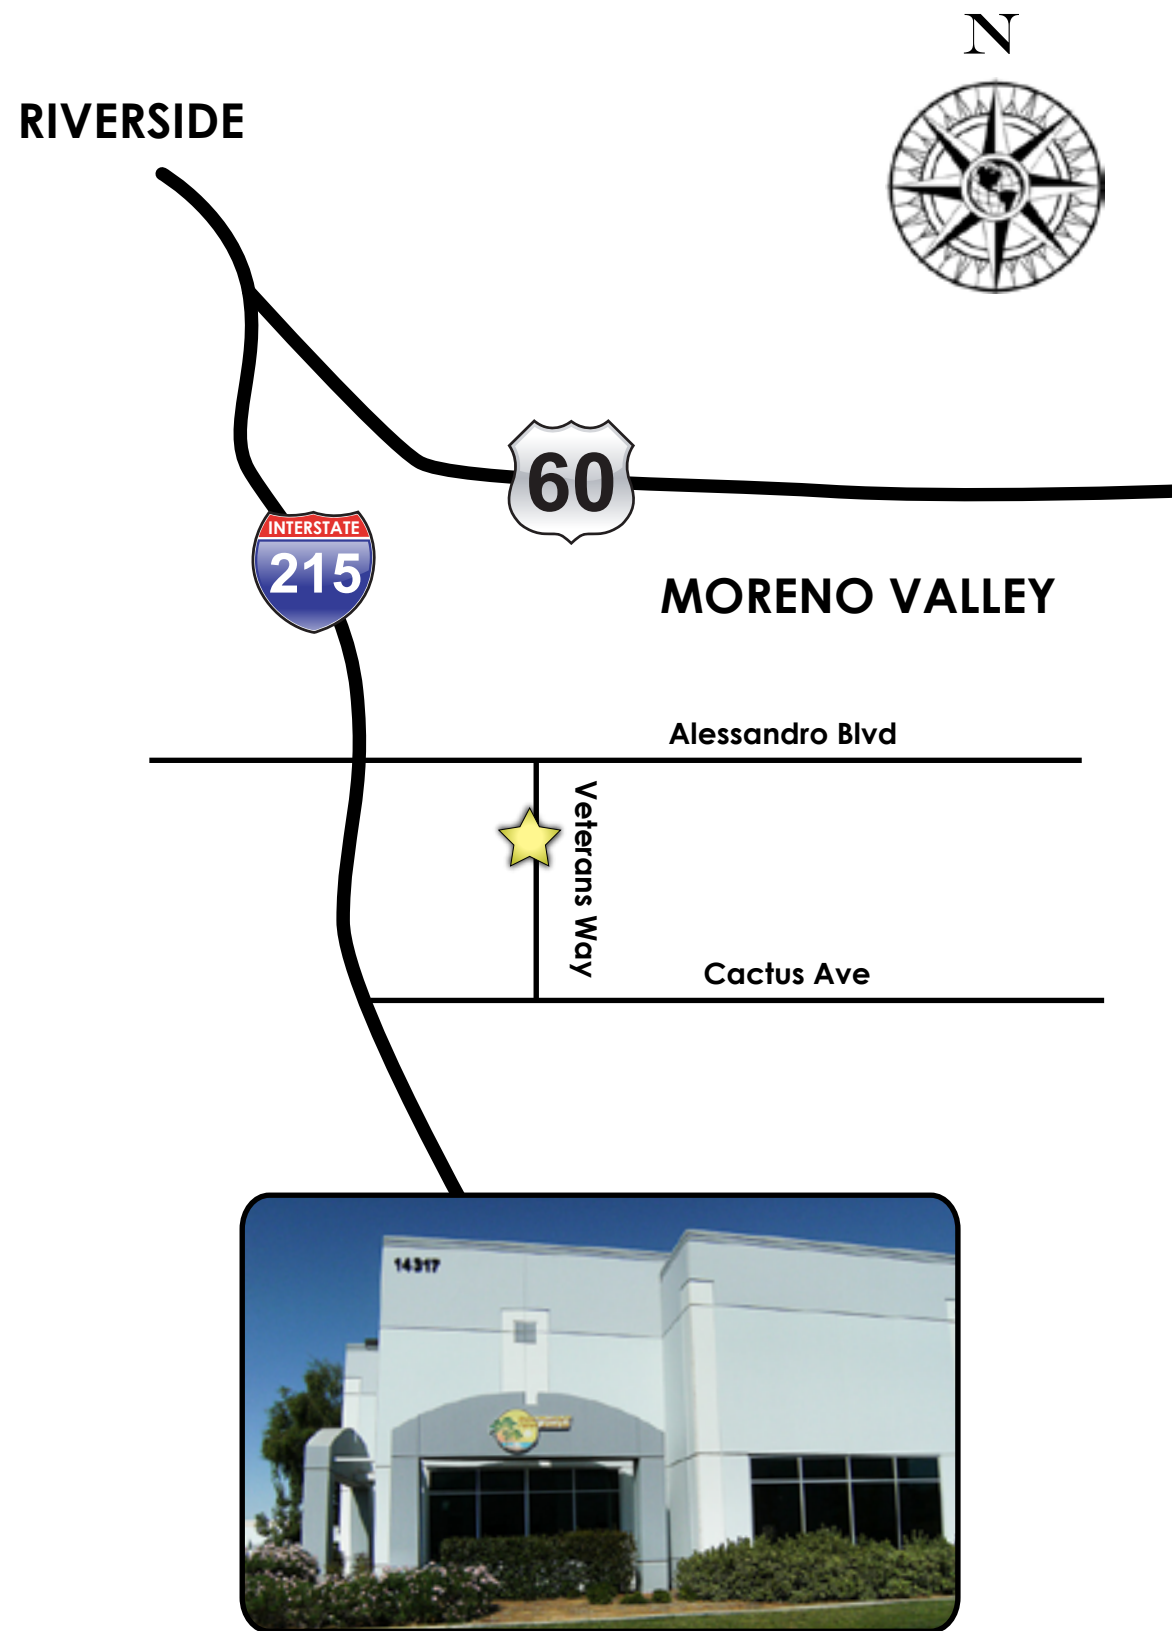 N
RIVERSIDE
60
INTERSTATE
215
MORENO VALLEY
Alessandro Blvd
Veterans Way
Cactus Ave
14317